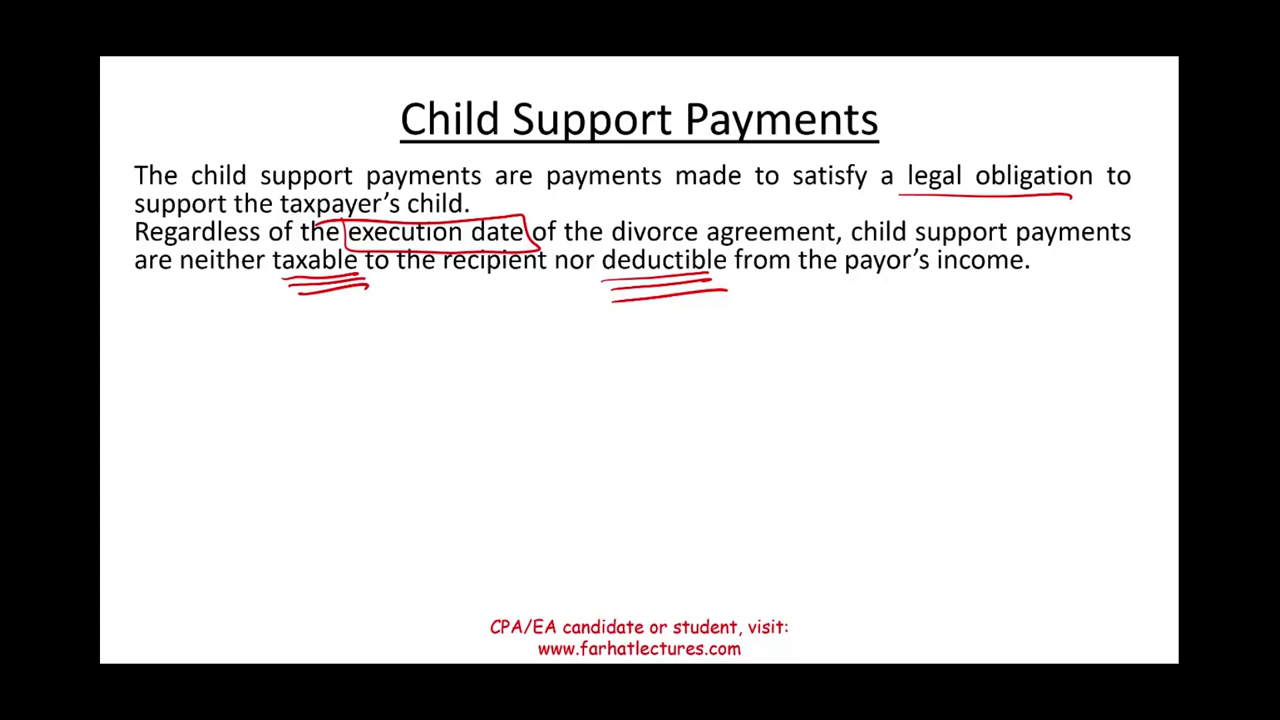 Child Support Payments
The child support payments are payments made to satisfy a legal obligation to
support the taxpayer’s child.
Regardless of the execution date of the divorce agreement, child support payments
are neither taxable to the recipient nor deductible from the payor’s income.
CPA/EA candidate or student, visit:
www.farhatlectures.com